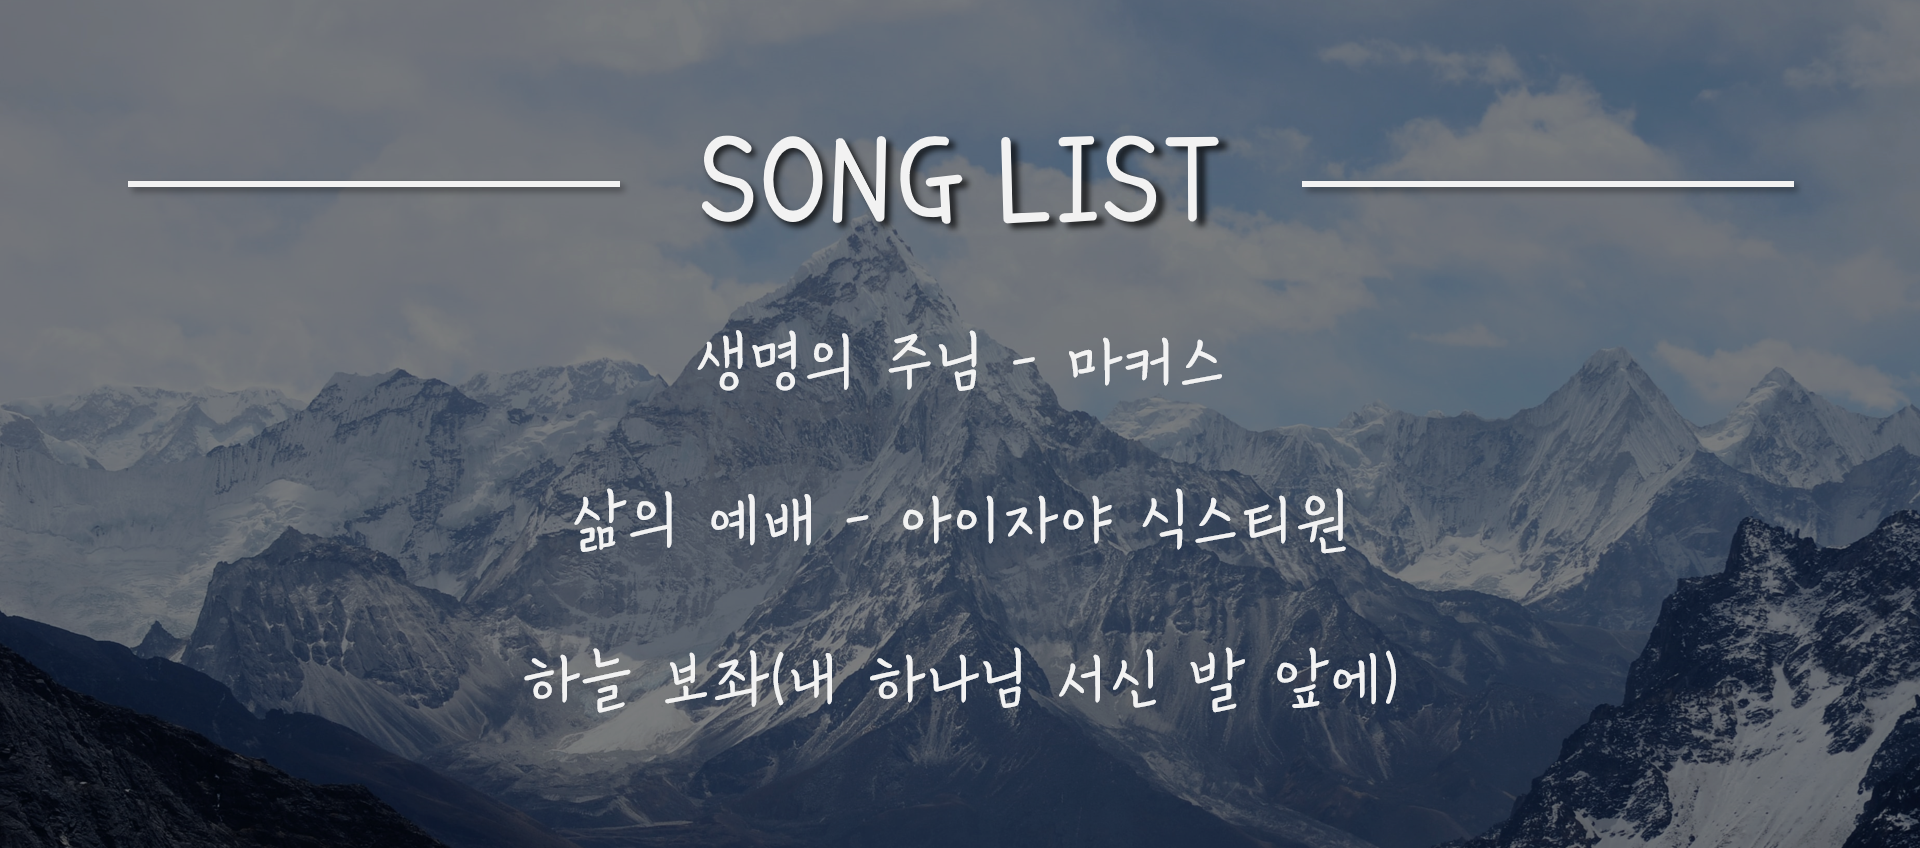 SONG LIST
생명의 주님 - 마커스
삶의 예배 - 아이자야 식스티원
하늘 보좌(내 하나님 서신 발 앞에)